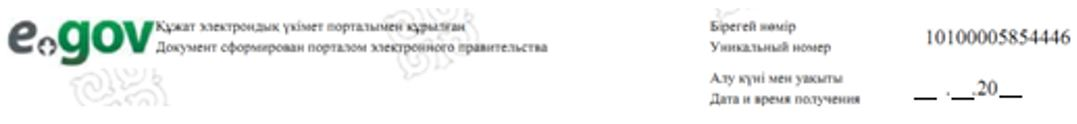 e.gov
Құжат электрондық үкімет порталымен құрылған
Документ сформирован порталом электронного правительства
Бірегей нөмір
Уникальный номер
10100005854446
Алу күні мен уақыты
Дата и время получения
__ .__.20__